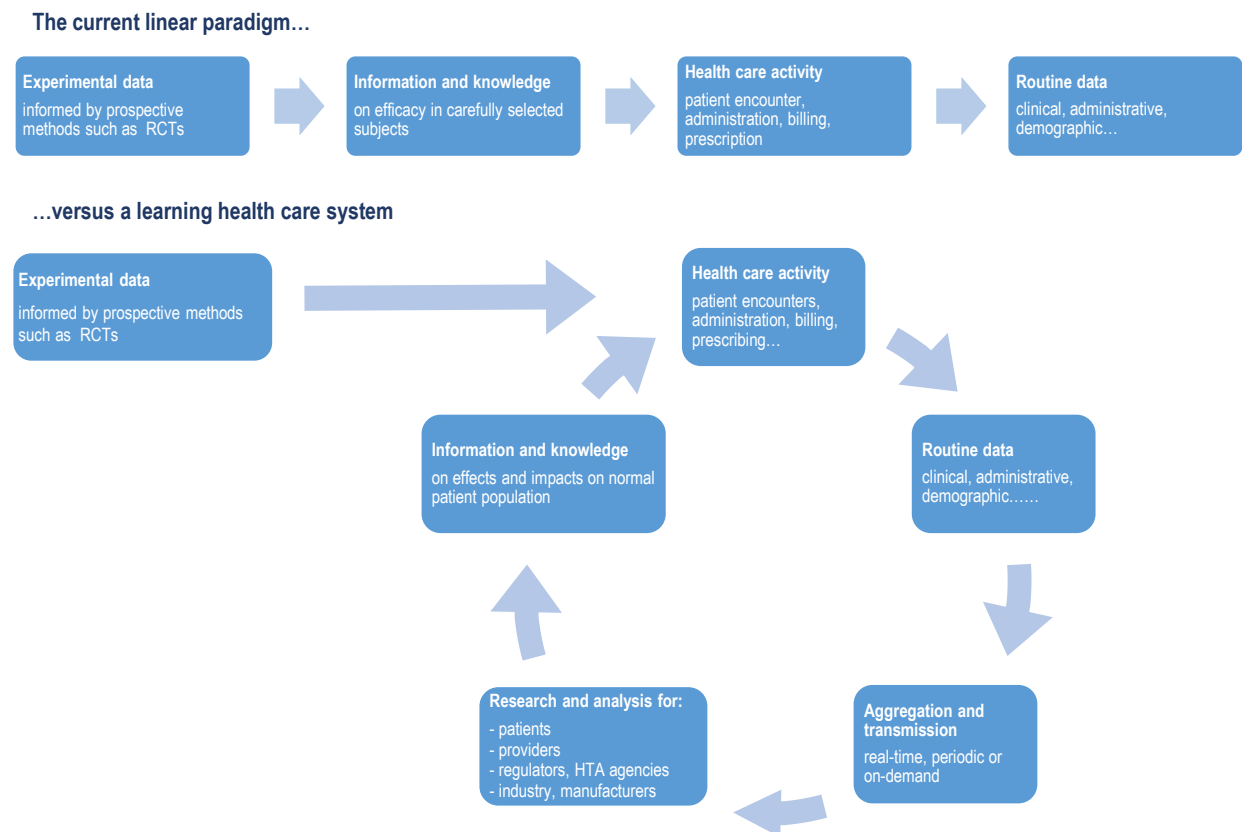 The current linear paradigm…
Experimental data
informed by prospective
methods such as RCTs
Information and knowledge
on efficacy in carefully selected
subjects
Health care activity
patient encounter,
administration, billing,
prescription
Routine data
clinical, administrative,
demographic…
…versus a learning health care system
Experimental data
informed by prospective methods
such as RCTs
Health care activity
patient encounters,
administration, billing,
prescribing…
Information and knowledge
on effects and impacts on normal
patient population
Routine data
clinical, administrative,
demographic……
Research and analysis for:
- patients
- providers
- regulators, HTA agencies
- industry, manufacturers
Aggregation and
transmission
real-time, periodic or
on-demand